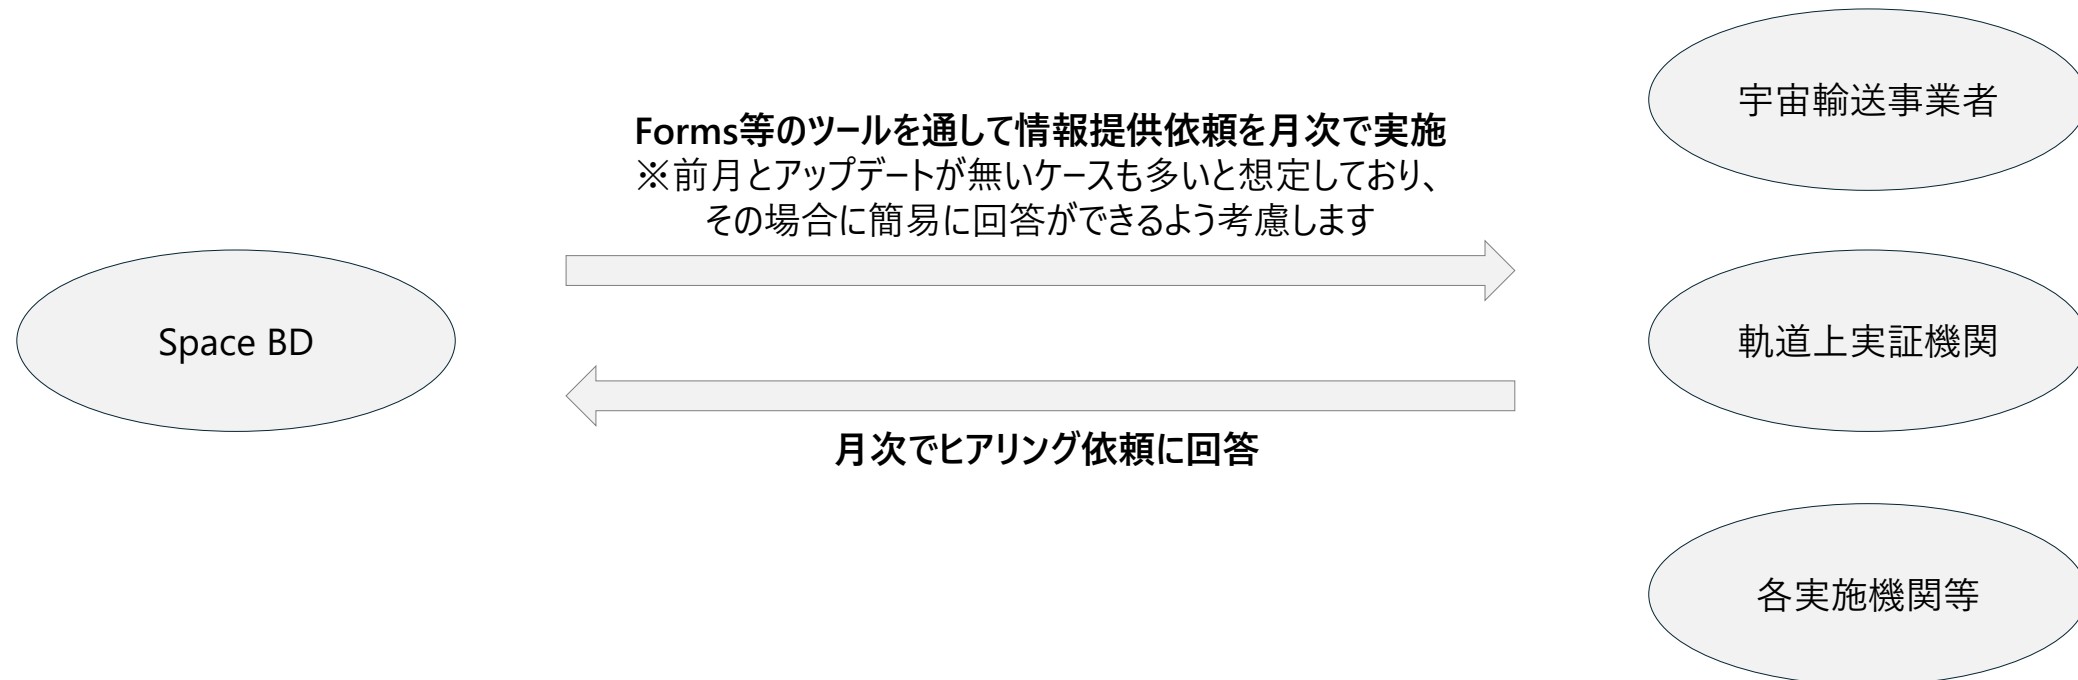 宇宙輸送事業者
Forms等のツールを通して情報提供依頼を月次で実施
※前月とアップデートが無いケースも多いと想定しており、
その場合に簡易に回答ができるよう考慮します
Space BD
軌道上実証機関
月次でヒアリング依頼に回答
各実施機関等